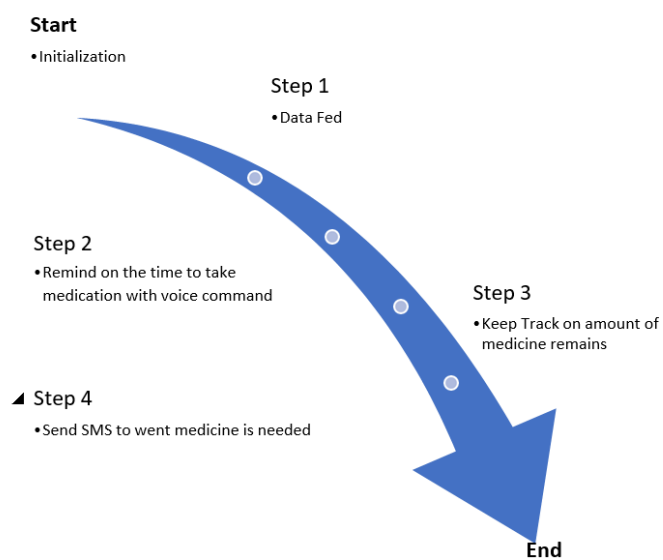 Start
•Initialization
Step 1
•Data Fed
Step 2
•Remind on the time to take
medication with voice command
Step 3
•Keep Track on amount of
medicine remains
Step 4
•Send SMS to went medicine is needed
End